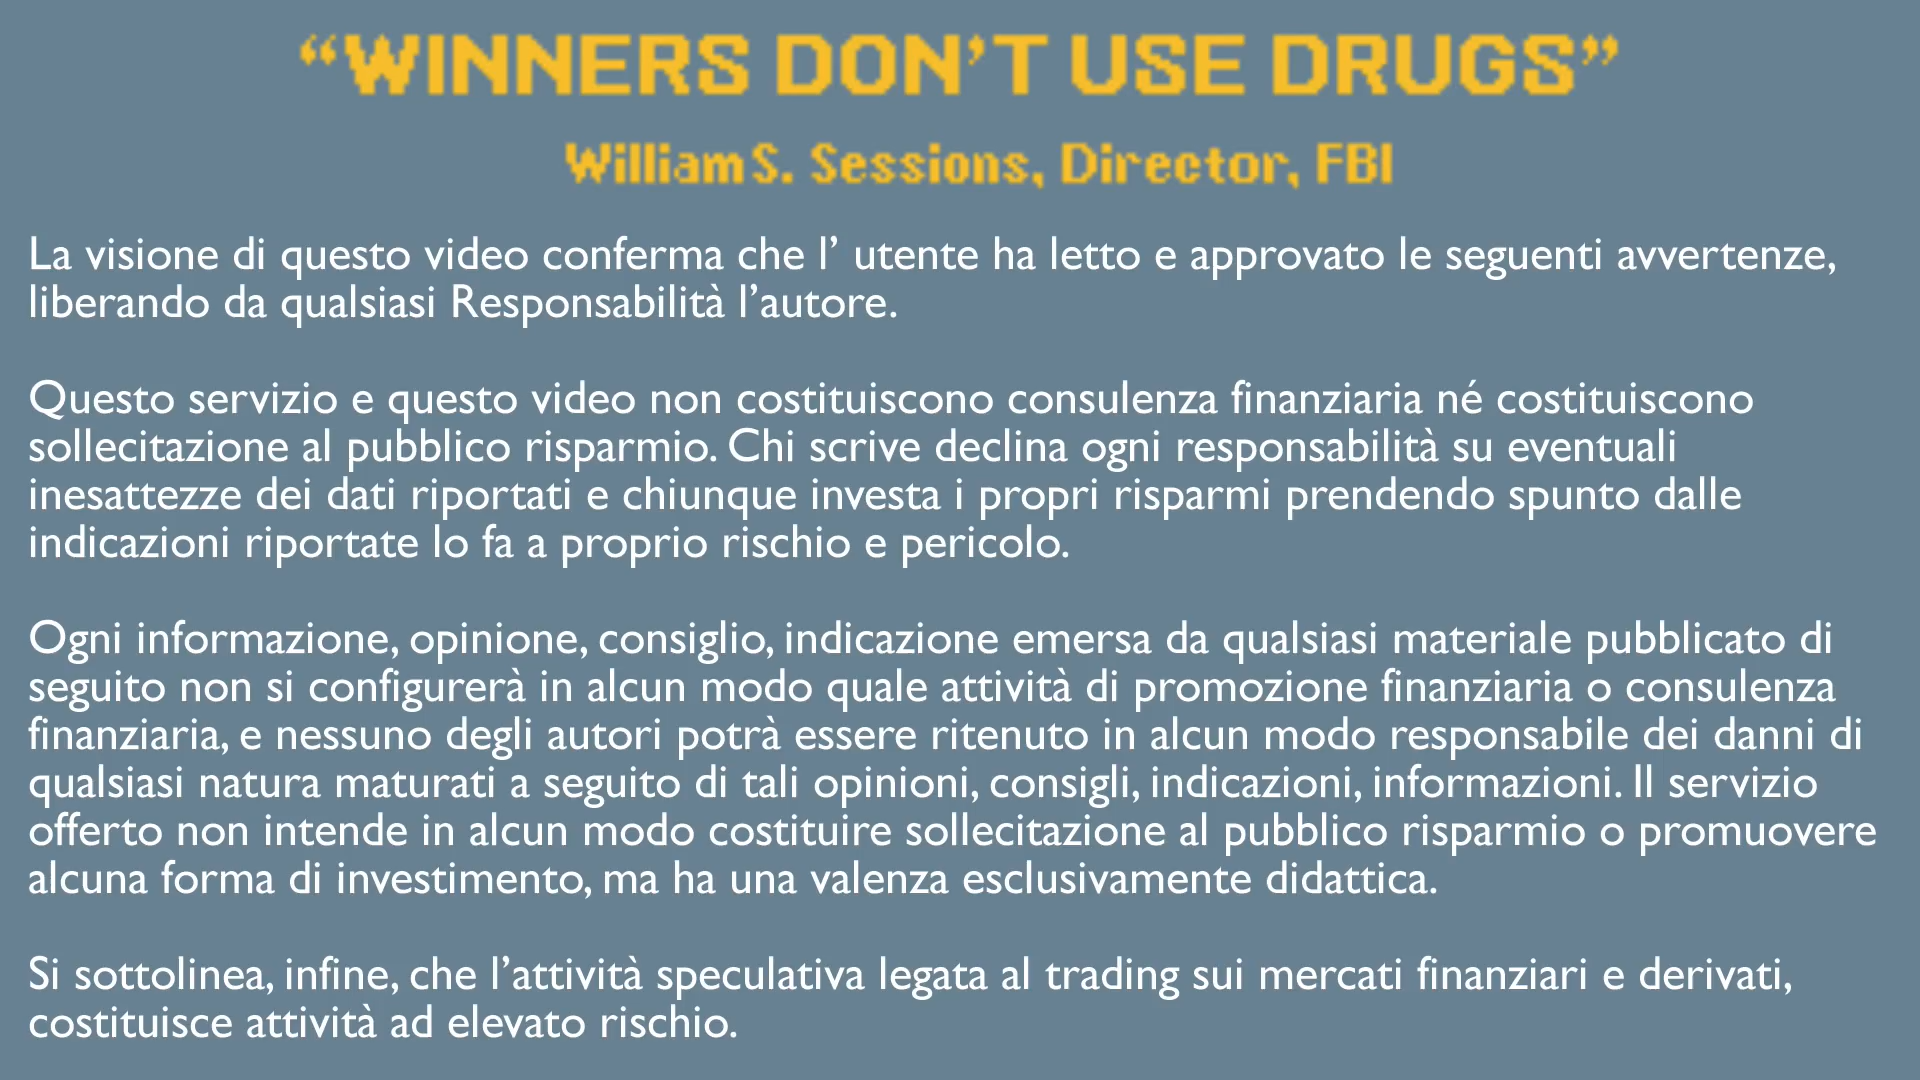 “WINNERS DON’T USE DRUGS”
William S. Sessions, Director, FBI
La visione di questo video conferma che l’ utente ha letto e approvato le seguenti avvertenze,
liberando da qualsiasi Responsabilità l’autore.
Questo servizio e questo video non costituiscono consulenza finanziaria né costituiscono
sollecitazione al pubblico risparmio. Chi scrive declina ogni responsabilità su eventuali
inesattezze dei dati riportati e chiunque investa i propri risparmi prendendo spunto dalle
indicazioni riportate lo fa a proprio rischio e pericolo.
Ogni informazione, opinione, consiglio, indicazione emersa da qualsiasi materiale pubblicato di
seguito non si configurerà in alcun modo quale attività di promozione finanziaria o consulenza
finanziaria, e nessuno degli autori potrà essere ritenuto in alcun modo responsabile dei danni di
qualsiasi natura maturati a seguito di tali opinioni, consigli, indicazioni, informazioni. Il servizio
offerto non intende in alcun modo costituire sollecitazione al pubblico risparmio o promuovere
alcuna forma di investimento, ma ha una valenza esclusivamente didattica.
Si sottolinea, infine, che l’attività speculativa legata al trading sui mercati finanziari e derivati,
costituisce attività ad elevato rischio.